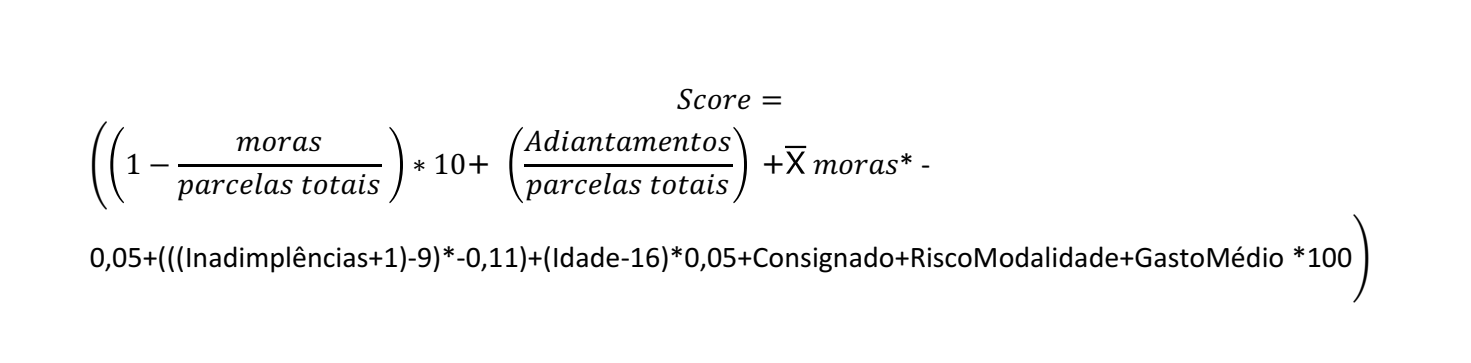 Score =
((1 − moras/parcelas totais) * 10+ (Adiantamentos/parcelas totais) +X̅ moras* -
0,05+(((Inadimplências+1)-9)*-0,11)+(Idade-16)*0,05+Consignado+RiscoModalidade+GastoMédio *100)